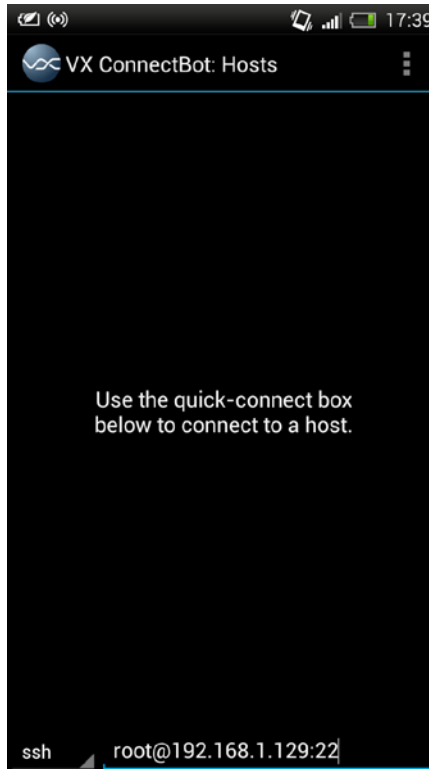 17:39
VX ConnectBot: Hosts
Use the quick-connect box
below to connect to a host.
ssh
root@192.168.1.129:22